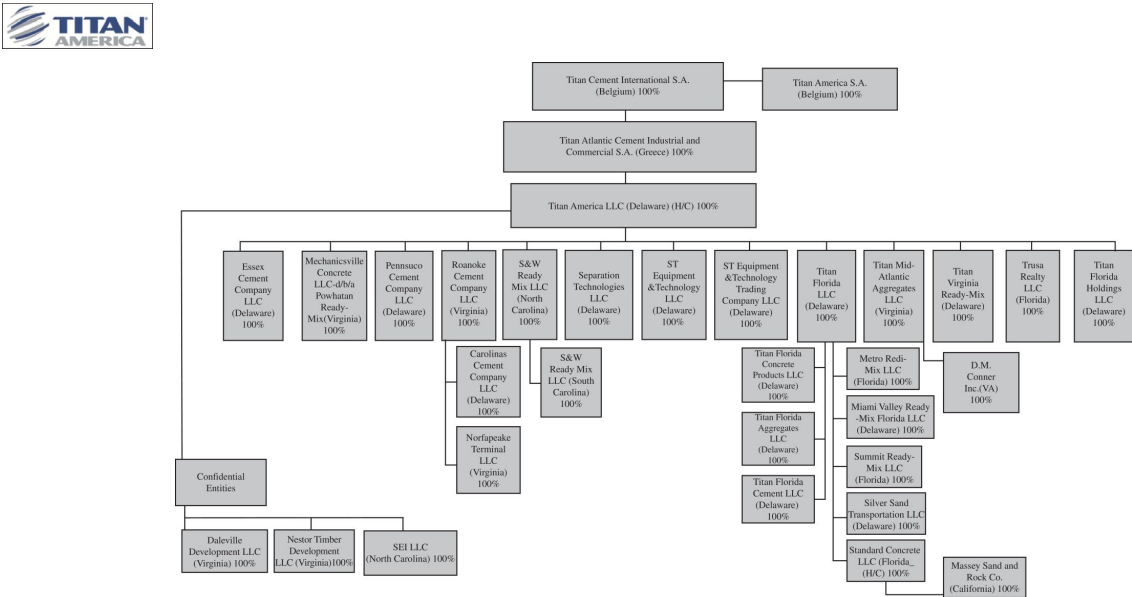 TITAN
AMERICA
Titan Cement International S.A.
(Belgium) 100%
Titan America S.A.
(Belgium) 100%
Titan Atlantic Cement Industrial and
Commercial S.A. (Greece) 100%
Titan America LLC (Delaware) (H/C) 100%
Essex
Cement
Company
LLC
(Delaware)
100%
Mechanicsville
Concrete
LLC-d/b/a
Powhatan
Ready-
Mix(Virginia)
100%
Pennsuco
Cement
Company
LLC
(Delaware)
100%
Roanoke
Cement
Company
LLC
(Virginia)
100%
S&W
Ready
Mix LLC
(North
Carolina)
100%
Separation
Technologies
LLC
(Delaware)
100%
ST
Equipment
&Technology
LLC
(Delaware)
100%
ST Equipment
&Technology
Trading
Company LLC
(Delaware)
100%
Titan
Florida
LLC
(Delaware)
100%
Titan Mid-
Atlantic
Aggregates
LLC
(Virginia)
100%
Titan
Virginia
Ready-Mix
(Delaware)
100%
Trusa
Realty
LLC
(Florida)
100%
Titan
Florida
Holdings
LLC
(Delaware)
100%
Carolinas
Cement
Company
LLC
(Delaware)
100%
S&W
Ready Mix
LLC (South
Carolina)
100%
Titan Florida
Concrete
Products LLC
(Delaware)
100%
Metro Redi-
Mix LLC
(Florida) 100%
D.M.
Conner
Inc.(VA)
100%
Norfapeake
Terminal
LLC
(Virginia)
100%
Titan Florida
Aggregates
LLC
(Delaware)
100%
Miami Valley Ready
-Mix Florida LLC
(Delaware) 100%
Summit Ready-
Mix LLC
(Florida) 100%
Titan Florida
Cement LLC
(Delaware)
100%
Silver Sand
Transportation LLC
(Delaware) 100%
Standard Concrete
LLC (Florida_
(H/C) 100%
Massey Sand and
Rock Co.
(California) 100%
Confidential
Entities
Daleville
Development LLC
(Virginia) 100%
Nestor Timber
Development
LLC (Virginia)100%
SEI LLC
(North Carolina) 100%